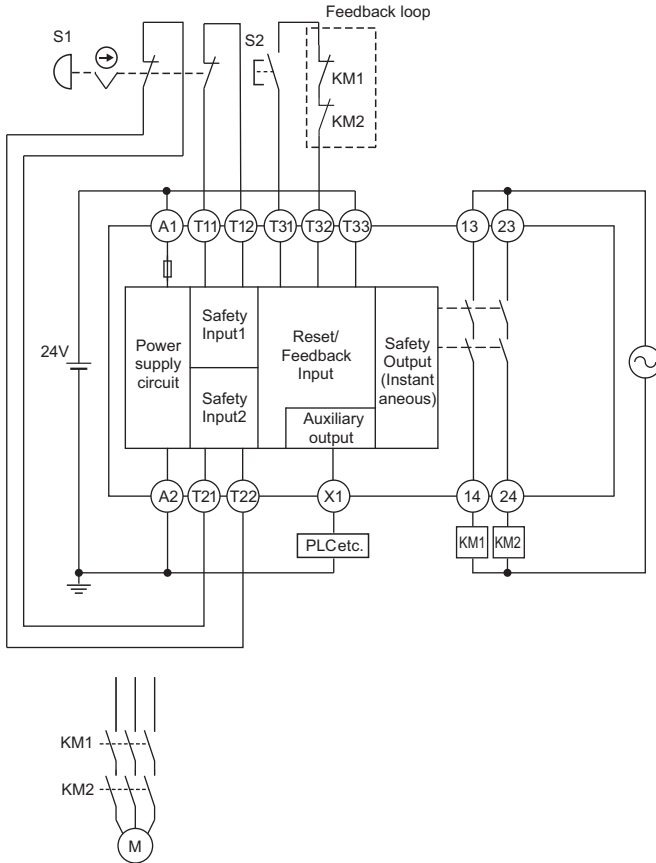 Feedback loop
S1
S2
KM1
KM2
A1
T11
T12
T31
T32
T33
13
23
24V
Power
supply
circuit
Safety
Input1
Safety
Input2
Reset/
Feedback
Input
Auxiliary
output
Safety
Output
(Instant
aneous)
A2
T21
T22
X1
14
24
PLC etc.
KM1
KM2
KM1
KM2
M